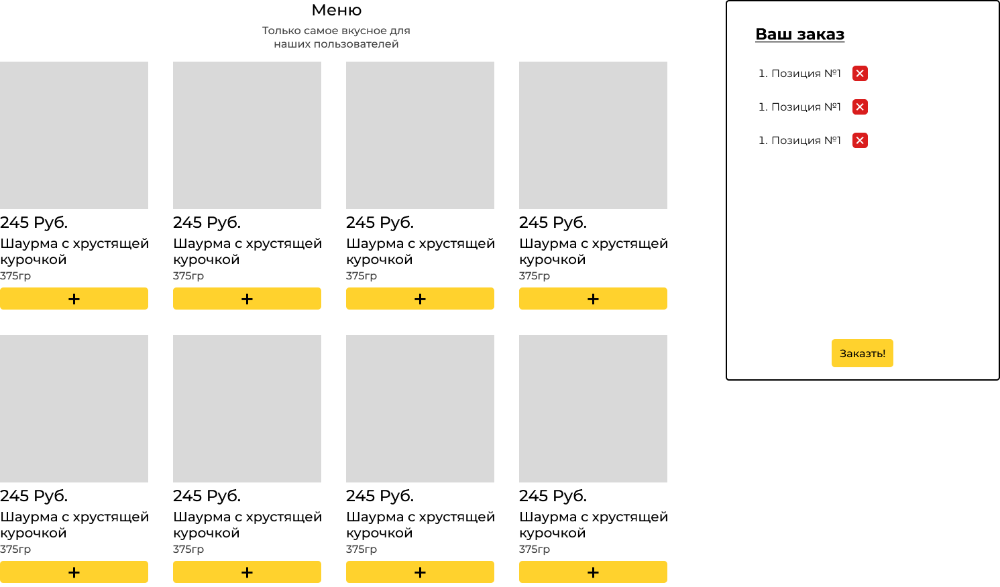 Меню
Только самое вкусное для
наших пользователей
245 Руб.
Шаурма с хрустящей
курочкой
375гр
+
245 Руб.
Шаурма с хрустящей
курочкой
375гр
+
245 Руб.
Шаурма с хрустящей
курочкой
375гр
+
245 Руб.
Шаурма с хрустящей
курочкой
375гр
+
245 Руб.
Шаурма с хрустящей
курочкой
375гр
+
245 Руб.
Шаурма с хрустящей
курочкой
375гр
+
245 Руб.
Шаурма с хрустящей
курочкой
375гр
+
245 Руб.
Шаурма с хрустящей
курочкой
375гр
+
Ваш заказ
1. Позиция №1
1. Позиция №1
1. Позиция №1
Заказть!